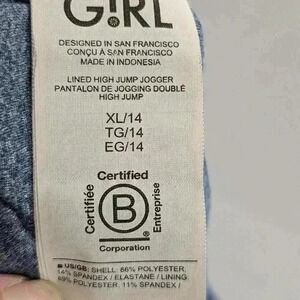 G!RL
DESIGNED IN SAN FRANCISCO
CONÇU À SAN FRANCISCO
MADE IN INDONESIA
LINED HIGH JUMP JOGGER
PANTALON DE JOGGING DOUBLÉ
HIGH JUMP
XL/14
TG/14
EG/14
Certified
Certifiée
B
Entreprise
Corporation
US/GB: SHELL: 86% POLYESTER,
14% SPANDEX / ELASTANE / LINING:
89% POLYESTER, 11% SPANDEX /